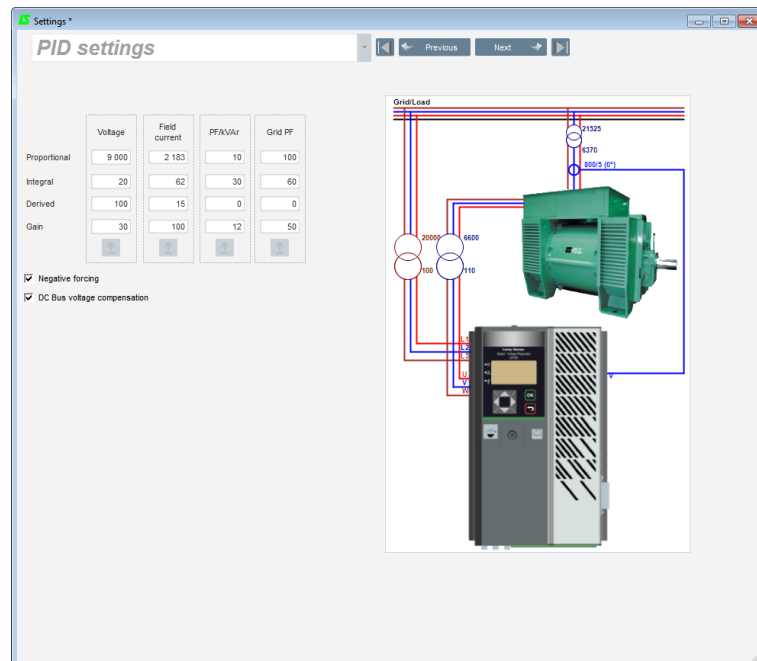 Settings *
PID settings
Previous
Next
Voltage
Field
current
PF/kVAr
Grid PF
Proportional
9 000
2 183
10
100
Integral
20
62
30
60
Derived
100
15
0
0
Gain
30
100
12
50
Negative forcing
DC Bus voltage compensation
Grid/Load
21525
6370
800/5 (0°)
20000
100
6600
110
L1
L2
L3
U
V
W
V
OK